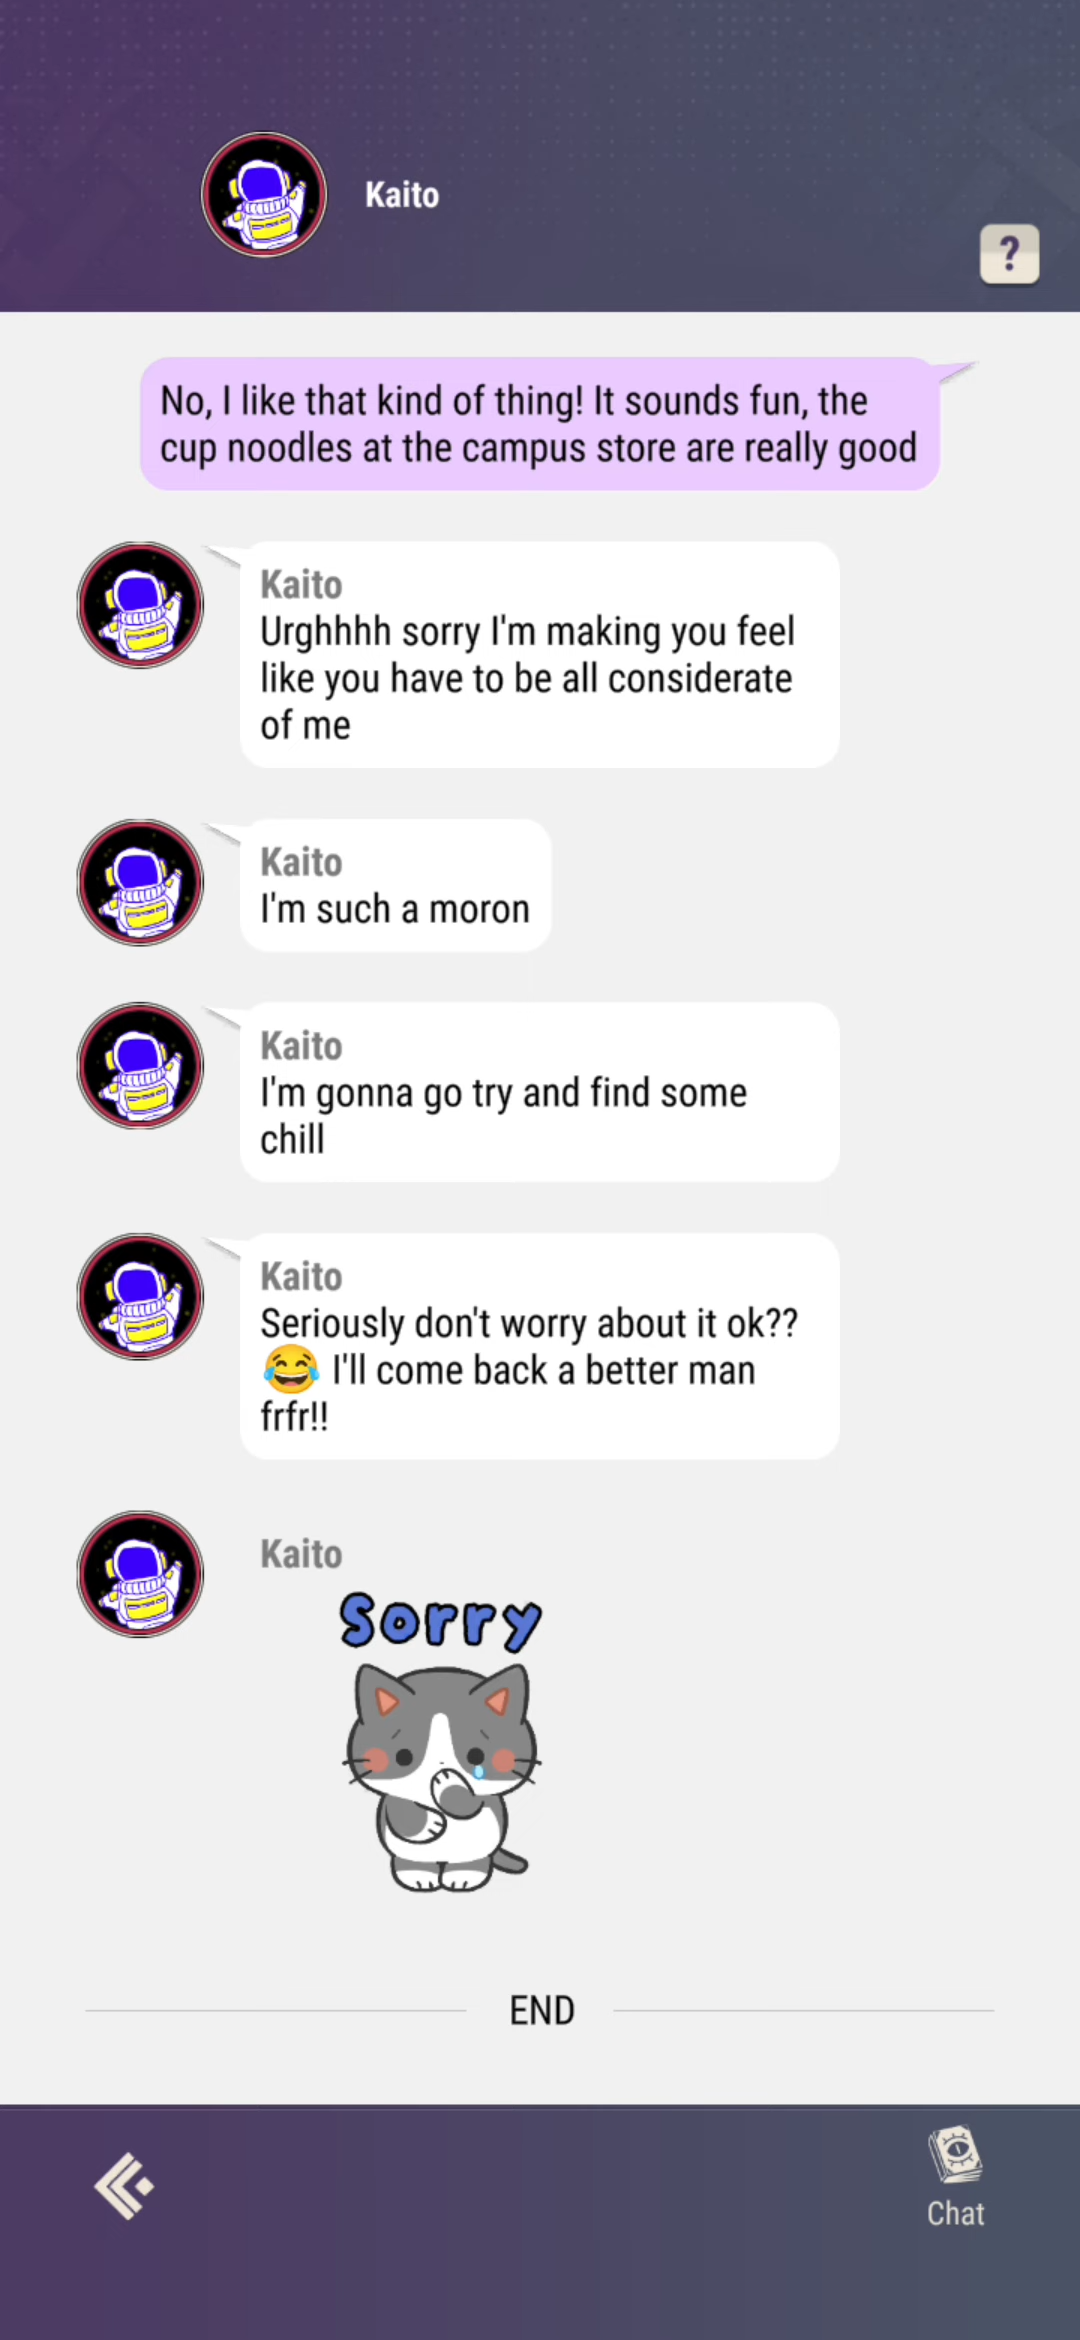 Kaito
?
No, I like that kind of thing! It sounds fun, the
cup noodles at the campus store are really good
Kaito
Urghhhh sorry I'm making you feel
like you have to be all considerate
of me
Kaito
I'm such a moron
Kaito
I'm gonna go try and find some
chill
Kaito
Seriously don't worry about it ok??
😂 I'll come back a better man
frfr!!
Kaito
Sorry
END
Chat